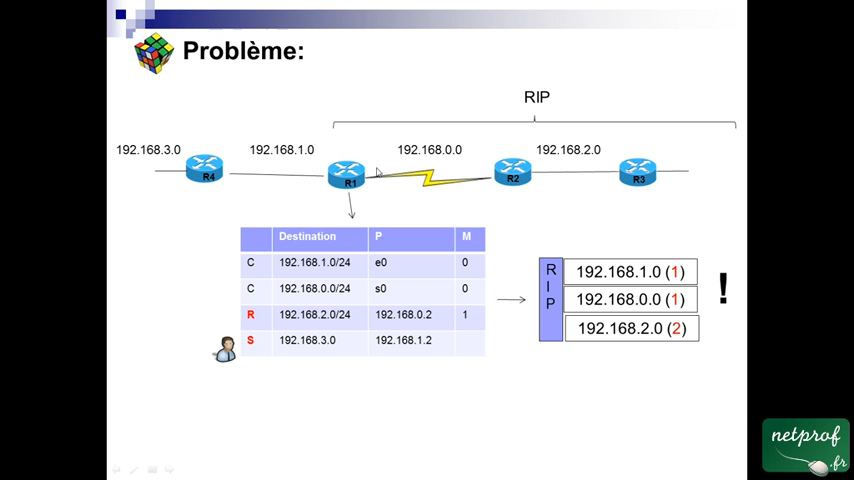 Problème:
RIP
192.168.3.0 192.168.1.0 192.168.0.0 192.168.2.0
R4 R1 R2 R3
Destination P M
C 192.168.1.0/24 e0 0
C 192.168.0.0/24 s0 0
R 192.168.2.0/24 192.168.0.2 1
S 192.168.3.0 192.168.1.2
RIP
192.168.1.0 (1)
192.168.0.0 (1)
192.168.2.0 (2)
!
netprof
.fr